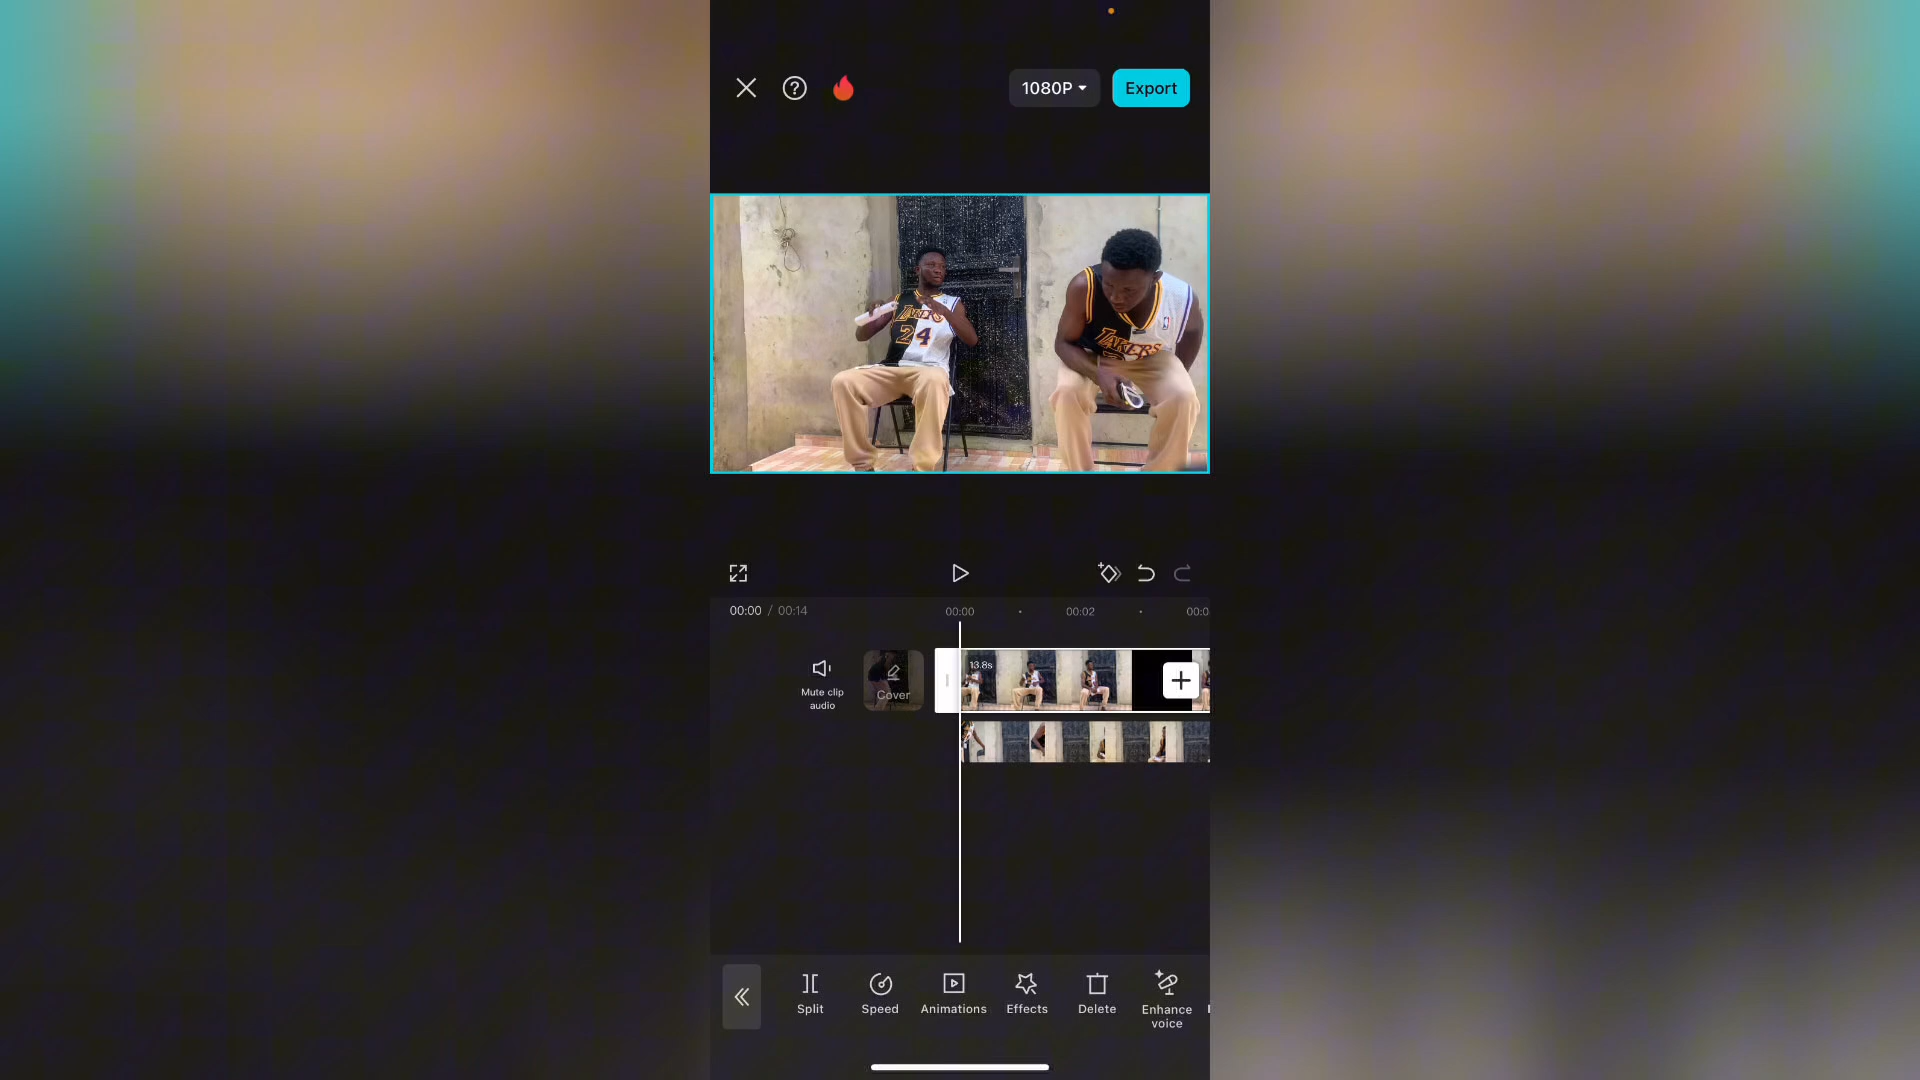 1080P
Export
LAKERS
24
LAKERS
00:00 / 00:14
00:00
00:02
13.8s
Mute clip
audio
Cover
Split
Speed
Animations
Effects
Delete
Enhance
voice